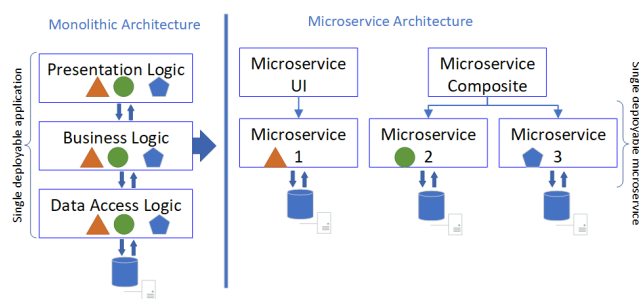 Monolithic Architecture
Single deployable application
Presentation Logic
Business Logic
Data Access Logic
Microservice Architecture
Microservice
UI
Microservice
Composite
Microservice
1
Microservice
2
Microservice
3
Single deployable microservice